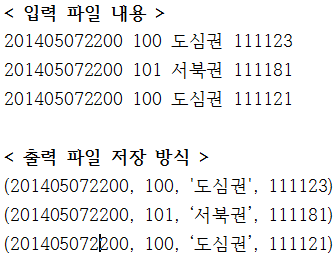 < 입력 파일 내용 >
201405072200 100 도심권 111123
201405072200 101 서북권 111181
201405072200 100 도심권 111121
< 출력 파일 저장 방식 >
(201405072200, 100, '도심권', 111123)
(201405072200, 101, ‘서북권’, 111181)
(201405072200, 100, ‘도심권’, 111121)